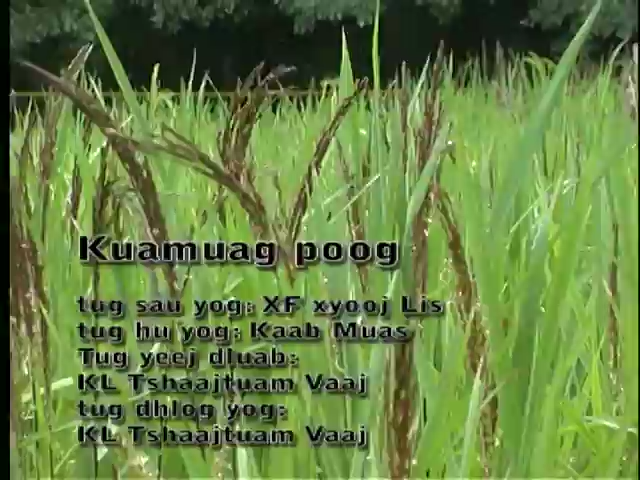 Kuamuag poog
tug sau yog: XF xyooj Lis
tug hu yog: Kaab Muas
Tug yeej dluab:
KL Tshaajtuam Vaaj
tug dhlog yog:
KL Tshaajtuam Vaaj